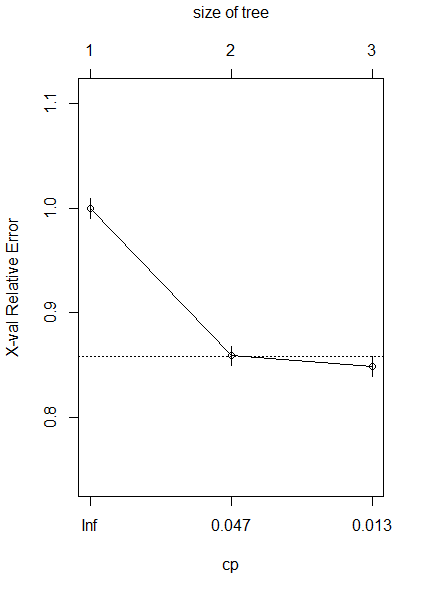 size of tree
1 2 3
X-val Relative Error
1.1
1.0
0.9
0.8
Inf 0.047 0.013
cp